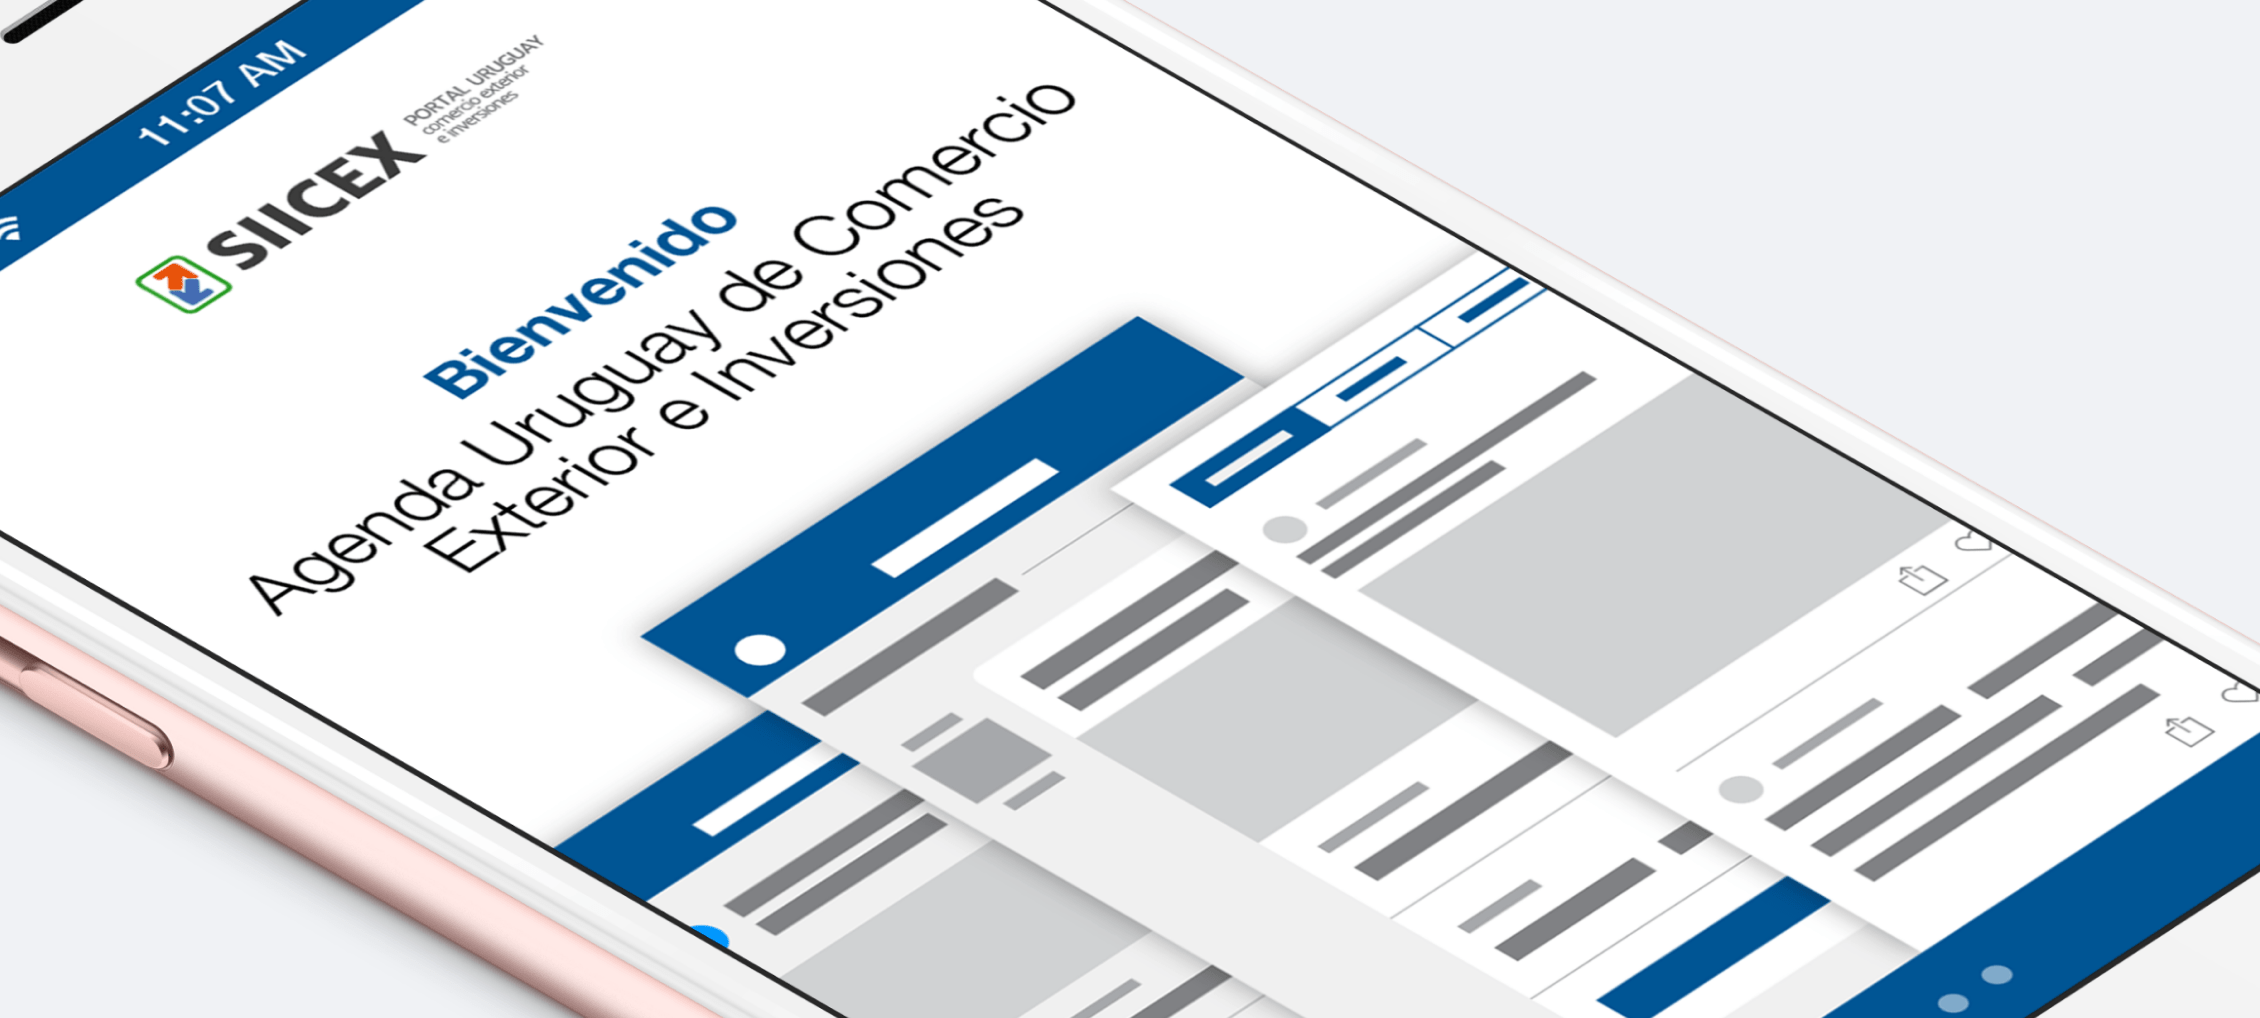 11:07 AM
SIICEX
PORTAL URUGUAY
comercio exterior
e inversiones
Bienvenido
Agenda Uruguay de Comercio
Exterior e Inversiones